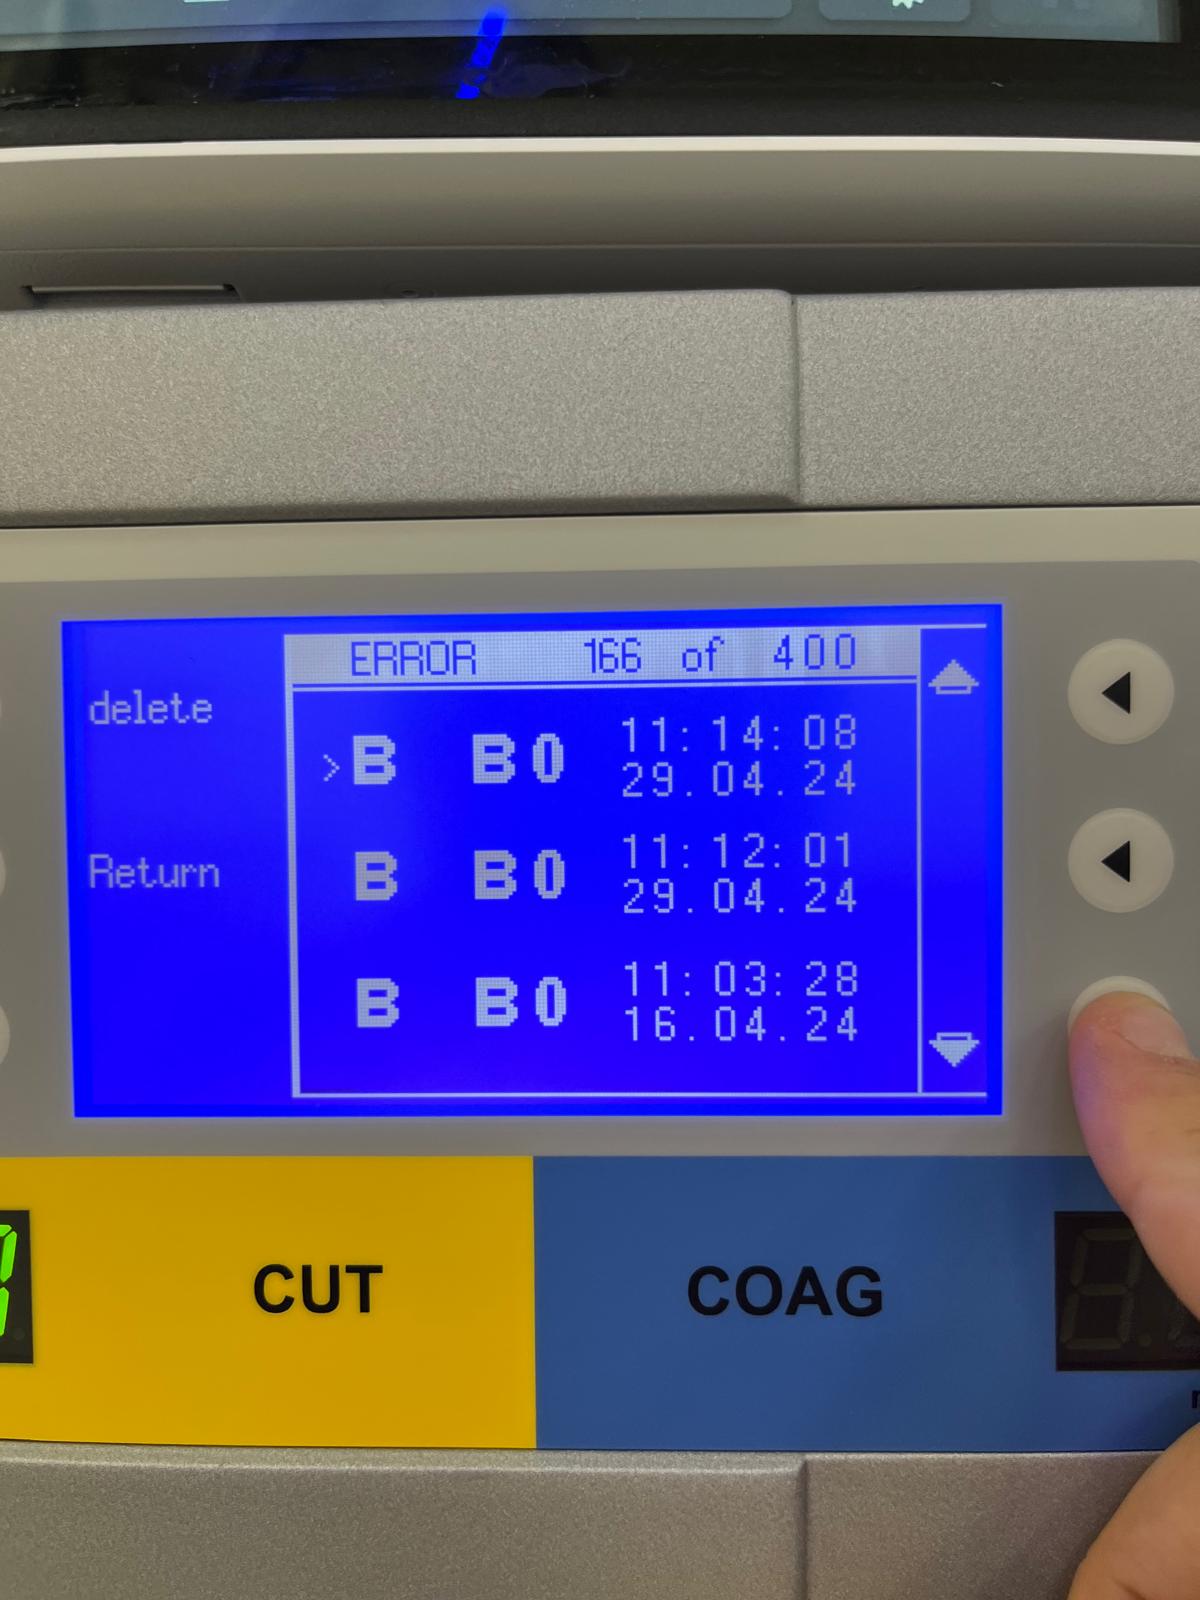 ERROR 166 of 400
delete
>B B0 11:14:08
29.04.24
B B0 11:12:01
29.04.24
Return
B B0 11:03:28
16.04.24
CUT COAG